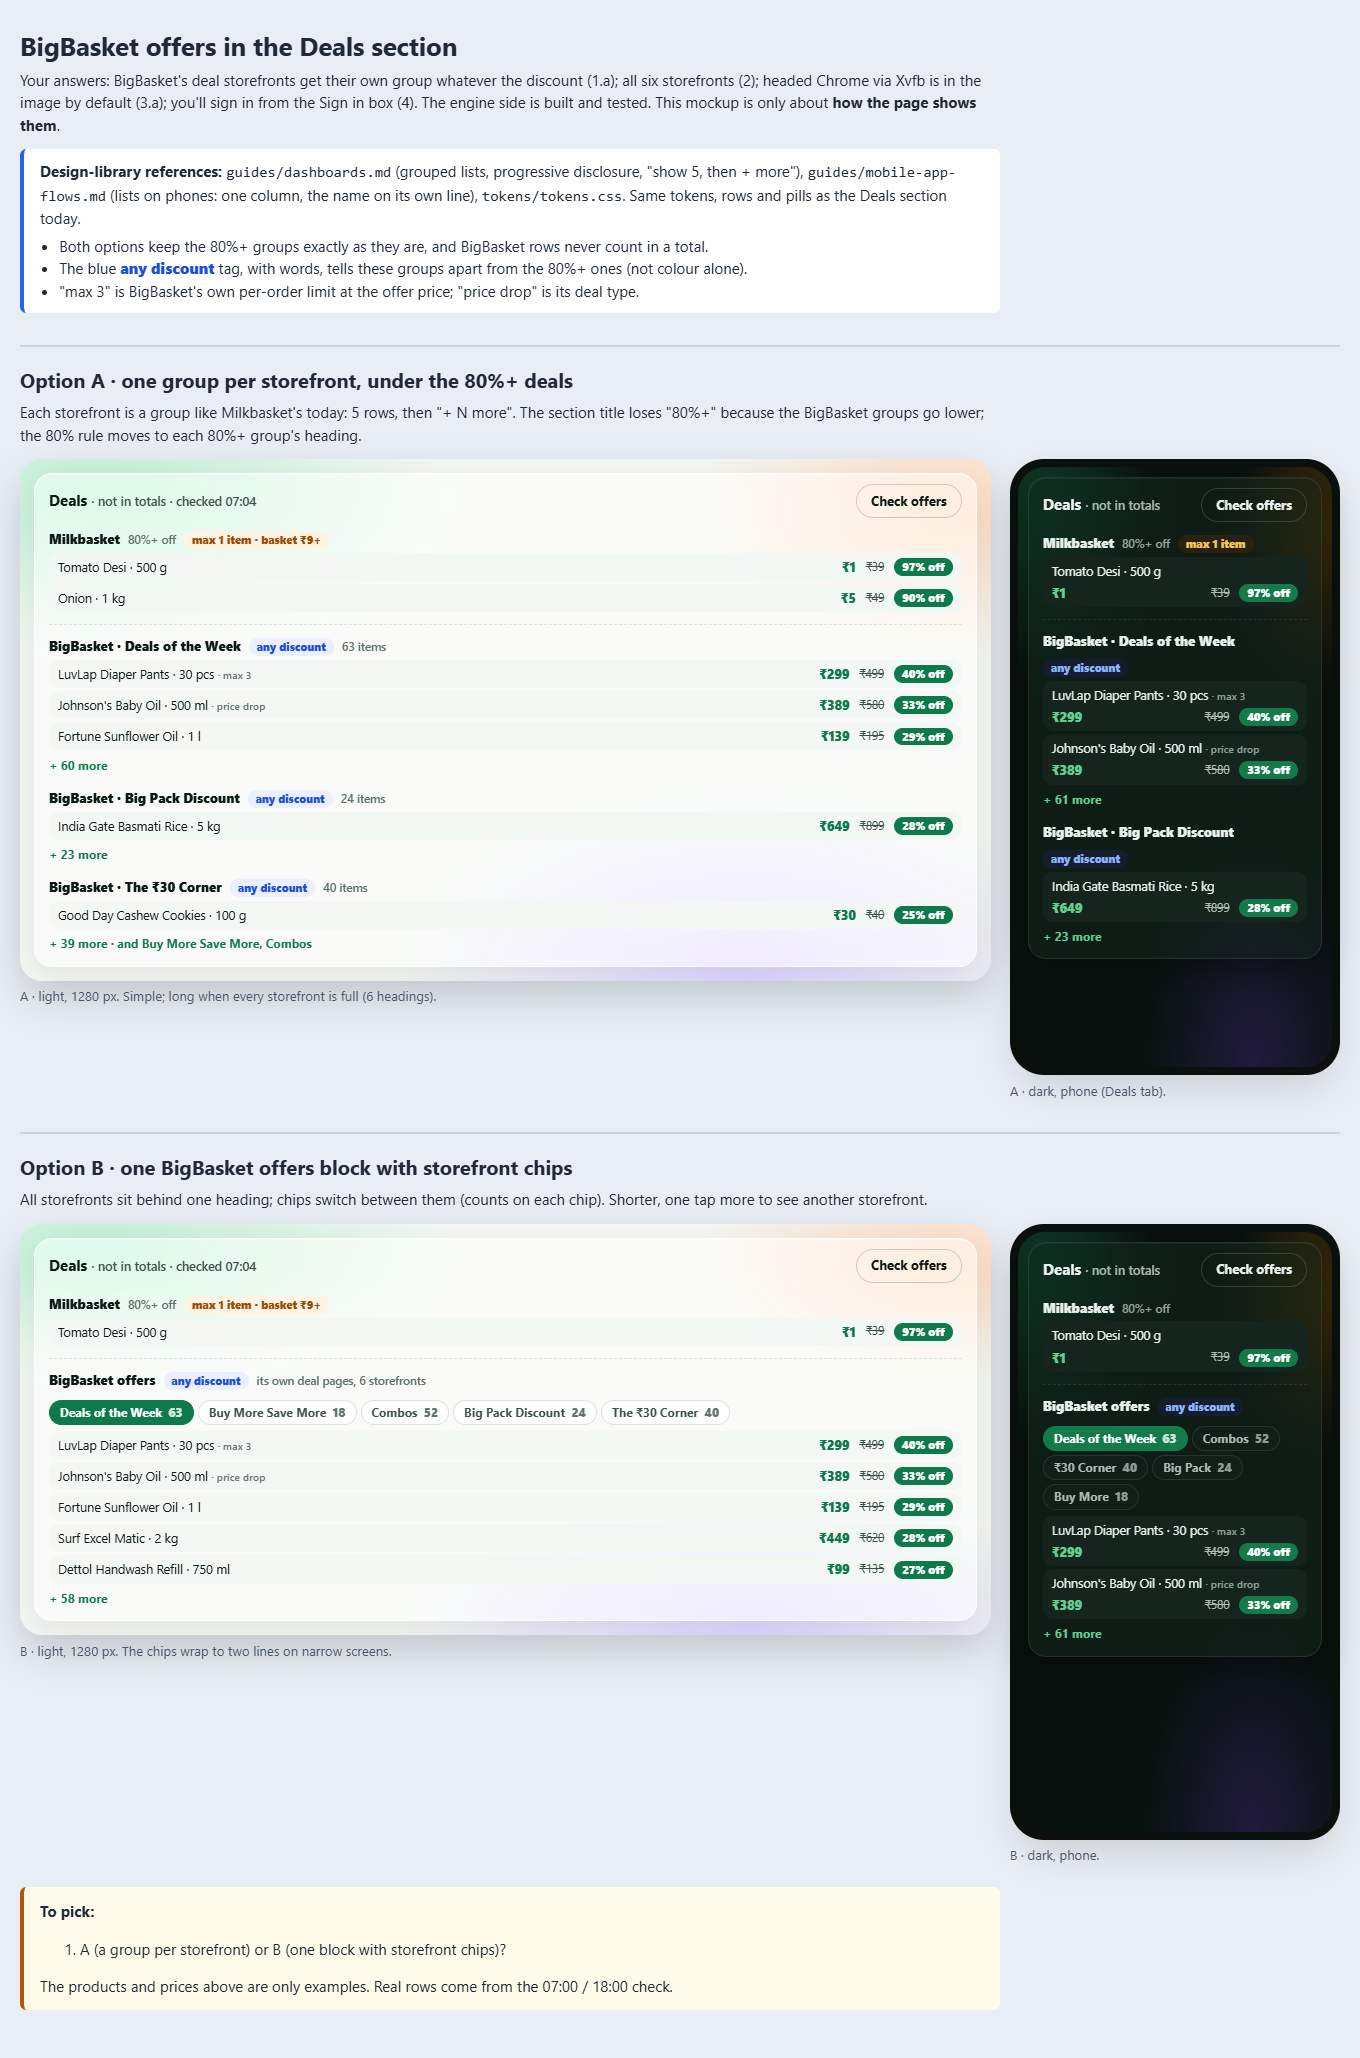 BigBasket offers in the Deals section
Your answers: BigBasket's deal storefronts get their own group whatever the discount (1.a); all six storefronts (2); headed Chrome via Xvfb is in the
image by default (3.a); you'll sign in from the Sign in box (4). The engine side is built and tested. This mockup is only about how the page shows
them.
Design-library references: guides/dashboards.md (grouped lists, progressive disclosure, "show 5, then + more"), guides/mobile-app-
flows.md (lists on phones: one column, the name on its own line), tokens/tokens.css. Same tokens, rows and pills as the Deals section
today.
• Both options keep the 80%+ groups exactly as they are, and BigBasket rows never count in a total.
• The blue any discount tag, with words, tells these groups apart from the 80%+ ones (not colour alone).
• "max 3" is BigBasket's own per-order limit at the offer price; "price drop" is its deal type.
Option A · one group per storefront, under the 80%+ deals
Each storefront is a group like Milkbasket's today: 5 rows, then "+ N more". The section title loses "80%+" because the BigBasket groups go lower;
the 80% rule moves to each 80%+ group's heading.
Deals · not in totals · checked 07:04 Check offers
Milkbasket 80%+ off max 1 item · basket ₹9+
Tomato Desi · 500 g ₹1 ₹39 97% off
Onion · 1 kg ₹5 ₹49 90% off
BigBasket · Deals of the Week any discount 63 items
LuvLap Diaper Pants · 30 pcs · max 3 ₹299 ₹499 40% off
Johnson's Baby Oil · 500 ml · price drop ₹389 ₹580 33% off
Fortune Sunflower Oil · 1 l ₹139 ₹195 29% off
+ 60 more
BigBasket · Big Pack Discount any discount 24 items
India Gate Basmati Rice · 5 kg ₹649 ₹899 28% off
+ 23 more
BigBasket · The ₹30 Corner any discount 40 items
Good Day Cashew Cookies · 100 g ₹30 ₹40 25% off
+ 39 more · and Buy More Save More, Combos
A · light, 1280 px. Simple; long when every storefront is full (6 headings).
Deals · not in totals Check offers
Milkbasket 80%+ off max 1 item
Tomato Desi · 500 g
₹1 ₹39 97% off
BigBasket · Deals of the Week
any discount
LuvLap Diaper Pants · 30 pcs · max 3
₹299 ₹499 40% off
Johnson's Baby Oil · 500 ml · price drop
₹389 ₹580 33% off
+ 61 more
BigBasket · Big Pack Discount
any discount
India Gate Basmati Rice · 5 kg
₹649 ₹899 28% off
+ 23 more
A · dark, phone (Deals tab).
Option B · one BigBasket offers block with storefront chips
All storefronts sit behind one heading; chips switch between them (counts on each chip). Shorter, one tap more to see another storefront.
Deals · not in totals · checked 07:04 Check offers
Milkbasket 80%+ off max 1 item · basket ₹9+
Tomato Desi · 500 g ₹1 ₹39 97% off
BigBasket offers any discount its own deal pages, 6 storefronts
Deals of the Week 63 Buy More Save More 18 Combos 52 Big Pack Discount 24 The ₹30 Corner 40
LuvLap Diaper Pants · 30 pcs · max 3 ₹299 ₹499 40% off
Johnson's Baby Oil · 500 ml · price drop ₹389 ₹580 33% off
Fortune Sunflower Oil · 1 l ₹139 ₹195 29% off
Surf Excel Matic · 2 kg ₹449 ₹620 28% off
Dettol Handwash Refill · 750 ml ₹99 ₹135 27% off
+ 58 more
B · light, 1280 px. The chips wrap to two lines on narrow screens.
Deals · not in totals Check offers
Milkbasket 80%+ off
Tomato Desi · 500 g
₹1 ₹39 97% off
BigBasket offers any discount
Deals of the Week 63 Combos 52
₹30 Corner 40 Big Pack 24
Buy More 18
LuvLap Diaper Pants · 30 pcs · max 3
₹299 ₹499 40% off
Johnson's Baby Oil · 500 ml · price drop
₹389 ₹580 33% off
+ 61 more
B · dark, phone.
To pick:
1. A (a group per storefront) or B (one block with storefront chips)?
The products and prices above are only examples. Real rows come from the 07:00 / 18:00 check.